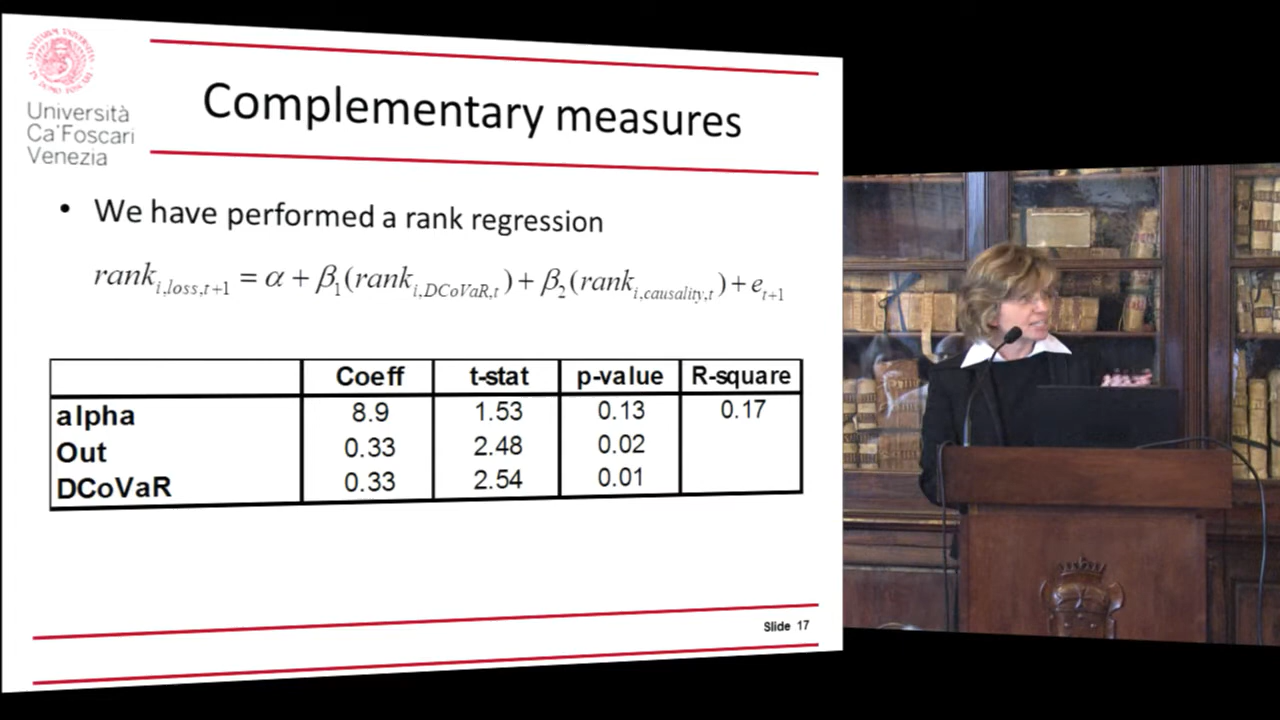 Università
Ca'Foscari
Venezia
Complementary measures
• We have performed a rank regression
rank_{i,loss,t+1} = α + β_1(rank_{i,DCoVaR,t}) + β_2(rank_{i,causality,t}) + e_{t+1}
Coeff t-stat p-value R-square
alpha 8.9 1.53 0.13 0.17
Out 0.33 2.48 0.02
DCoVaR 0.33 2.54 0.01
Slide 17